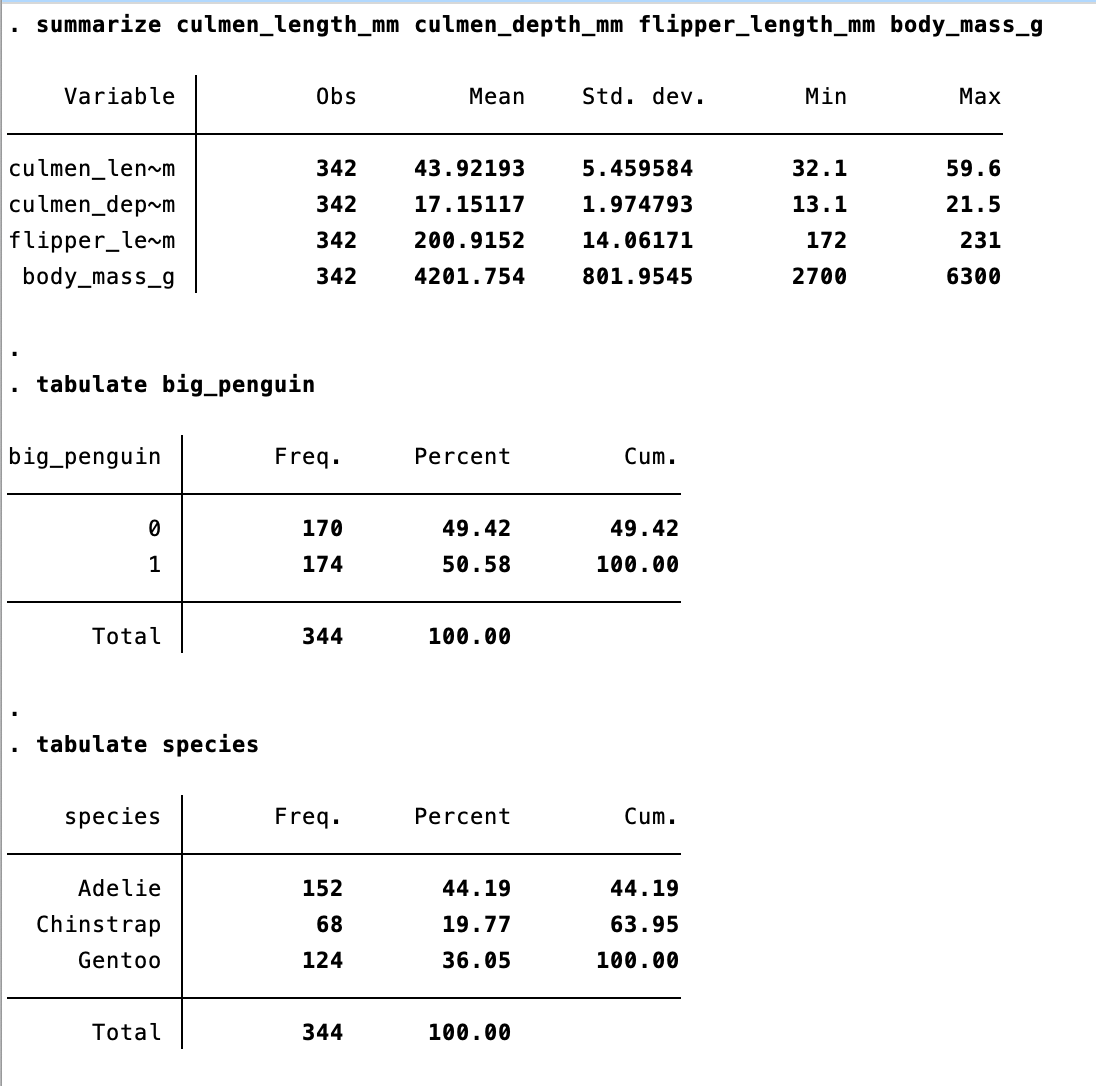 . summarize culmen_length_mm culmen_depth_mm flipper_length_mm body_mass_g
Variable Obs Mean Std. dev. Min Max
culmen_len~m 342 43.92193 5.459584 32.1 59.6
culmen_dep~m 342 17.15117 1.974793 13.1 21.5
flipper_le~m 342 200.9152 14.06171 172 231
body_mass_g 342 4201.754 801.9545 2700 6300
.
. tabulate big_penguin
big_penguin Freq. Percent Cum.
0 170 49.42 49.42
1 174 50.58 100.00
Total 344 100.00
.
. tabulate species
species Freq. Percent Cum.
Adelie 152 44.19 44.19
Chinstrap 68 19.77 63.95
Gentoo 124 36.05 100.00
Total 344 100.00